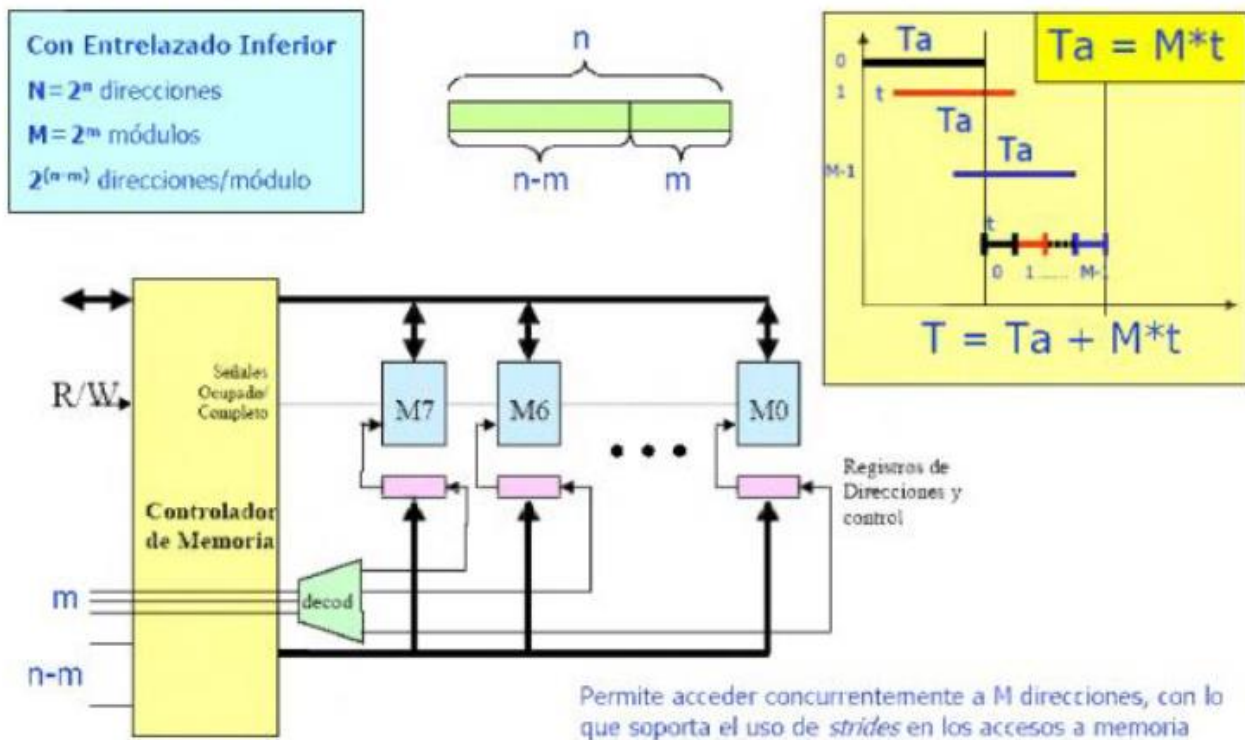 Con Entrelazado Inferior
N = 2ⁿ direcciones
M = 2ᵐ módulos
2⁽ⁿ⁻ᵐ⁾ direcciones/módulo
n
n-m m
Ta = M*t
Ta
0
1
t
Ta
Ta
M-1
t
0 1 ...... M-1
T = Ta + M*t
R/W
Señales
Ocupado/
Completo
M7 M6 M0
Registros de
Direcciones y
control
Controlador
de Memoria
m
decod
n-m
Permite acceder concurrentemente a M direcciones, con lo
que soporta el uso de strides en los accesos a memoria